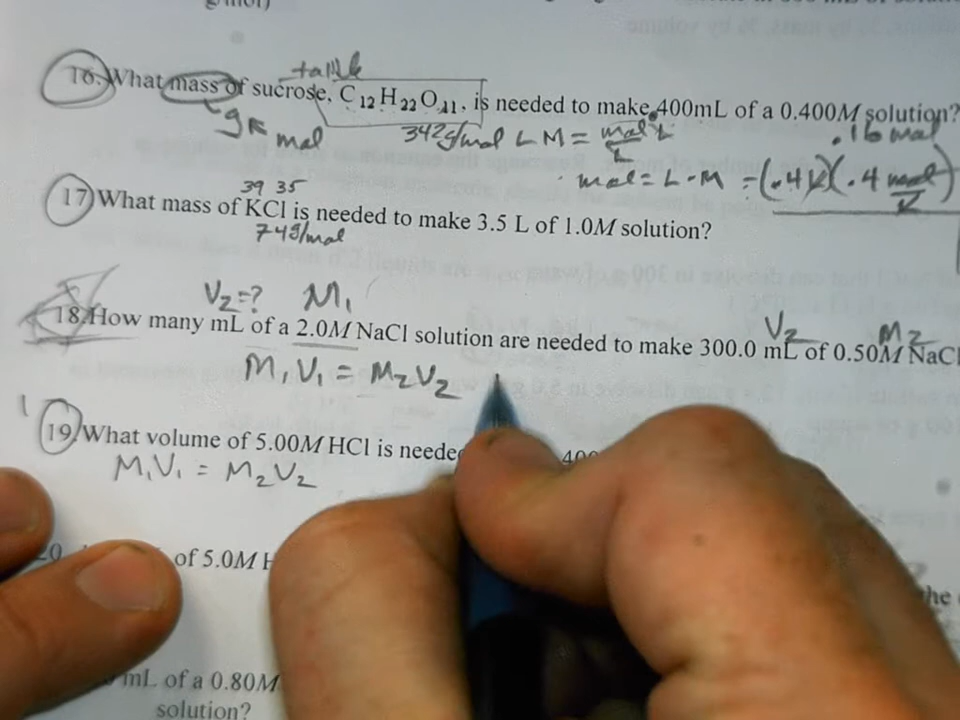 g/mol)
table
16. What mass of sucrose, C12H22O11, is needed to make 400mL of a 0.400M solution?
g mol 342g/mol M = mol/L .16 mol
mol = L · M = (.4L)(.4 mol/L)
39 35
17. What mass of KCl is needed to make 3.5 L of 1.0M solution?
74g/mol
V2=? M1 V2 M2
18. How many mL of a 2.0M NaCl solution are needed to make 300.0 mL of 0.50M NaCl
M1V1 = M2V2
19. What volume of 5.00M HCl is neede
M1V1 = M2V2
20 of 5.0M he
mL of a 0.80M
solution?